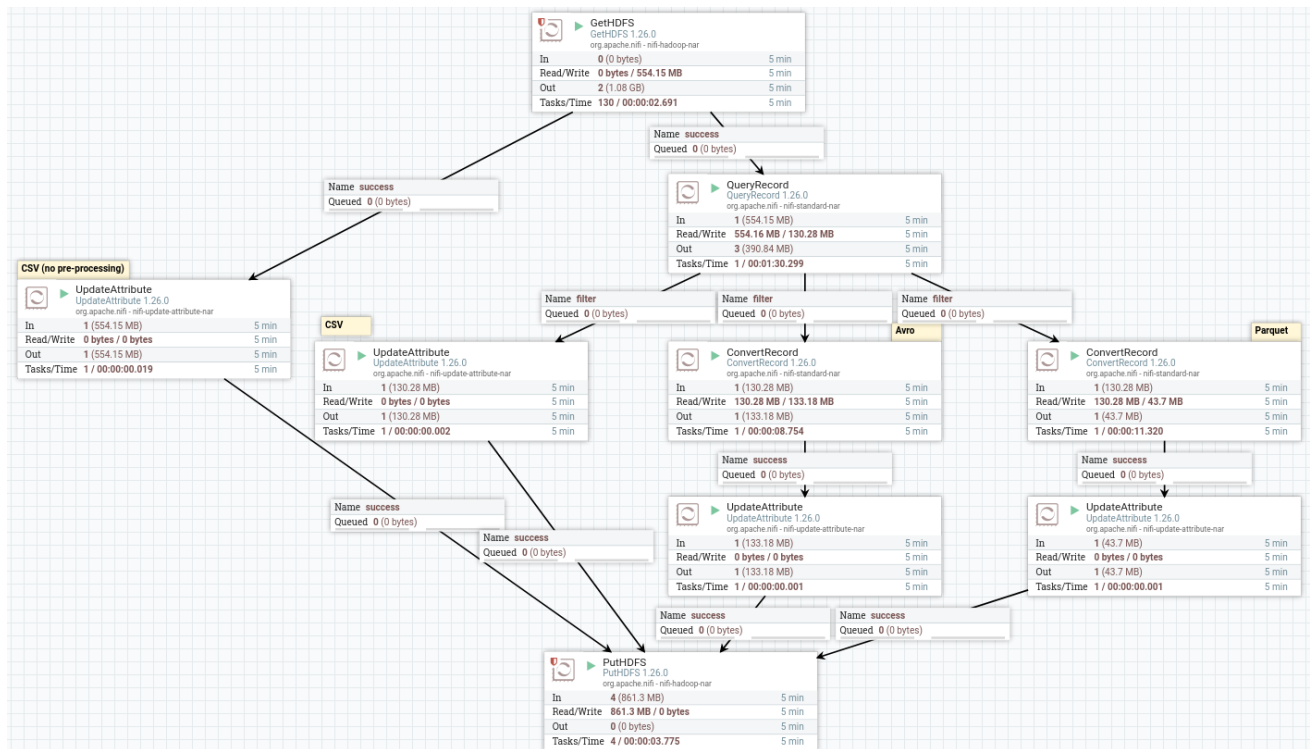 GetHDFS
GetHDFS 1.26.0
org.apache.nifi - nifi-hadoop-nar
In 0 (0 bytes) 5 min
Read/Write 0 bytes / 554.15 MB 5 min
Out 2 (1.08 GB) 5 min
Tasks/Time 130 / 00:00:02.691 5 min
Name success
Queued 0 (0 bytes)
Name success
Queued 0 (0 bytes)
QueryRecord
QueryRecord 1.26.0
org.apache.nifi - nifi-standard-nar
In 1 (554.15 MB) 5 min
Read/Write 554.16 MB / 130.28 MB 5 min
Out 3 (390.84 MB) 5 min
Tasks/Time 1 / 00:01:30.299 5 min
CSV (no pre-processing)
UpdateAttribute
UpdateAttribute 1.26.0
org.apache.nifi - nifi-update-attribute-nar
In 1 (554.15 MB) 5 min
Read/Write 0 bytes / 0 bytes 5 min
Out 1 (554.15 MB) 5 min
Tasks/Time 1 / 00:00:00.019 5 min
Name filter
Queued 0 (0 bytes)
Name filter
Queued 0 (0 bytes)
Name filter
Queued 0 (0 bytes)
CSV
UpdateAttribute
UpdateAttribute 1.26.0
org.apache.nifi - nifi-update-attribute-nar
In 1 (130.28 MB) 5 min
Read/Write 0 bytes / 0 bytes 5 min
Out 1 (130.28 MB) 5 min
Tasks/Time 1 / 00:00:00.002 5 min
Avro
ConvertRecord
ConvertRecord 1.26.0
org.apache.nifi - nifi-standard-nar
In 1 (130.28 MB) 5 min
Read/Write 130.28 MB / 133.18 MB 5 min
Out 1 (133.18 MB) 5 min
Tasks/Time 1 / 00:00:08.754 5 min
Parquet
ConvertRecord
ConvertRecord 1.26.0
org.apache.nifi - nifi-standard-nar
In 1 (130.28 MB) 5 min
Read/Write 130.28 MB / 43.7 MB 5 min
Out 1 (43.7 MB) 5 min
Tasks/Time 1 / 00:00:11.320 5 min
Name success
Queued 0 (0 bytes)
Name success
Queued 0 (0 bytes)
Name success
Queued 0 (0 bytes)
Name success
Queued 0 (0 bytes)
UpdateAttribute
UpdateAttribute 1.26.0
org.apache.nifi - nifi-update-attribute-nar
In 1 (133.18 MB) 5 min
Read/Write 0 bytes / 0 bytes 5 min
Out 1 (133.18 MB) 5 min
Tasks/Time 1 / 00:00:00.001 5 min
UpdateAttribute
UpdateAttribute 1.26.0
org.apache.nifi - nifi-update-attribute-nar
In 1 (43.7 MB) 5 min
Read/Write 0 bytes / 0 bytes 5 min
Out 1 (43.7 MB) 5 min
Tasks/Time 1 / 00:00:00.001 5 min
Name success
Queued 0 (0 bytes)
Name success
Queued 0 (0 bytes)
PutHDFS
PutHDFS 1.26.0
org.apache.nifi - nifi-hadoop-nar
In 4 (861.3 MB) 5 min
Read/Write 861.3 MB / 0 bytes 5 min
Out 0 (0 bytes) 5 min
Tasks/Time 4 / 00:00:03.775 5 min